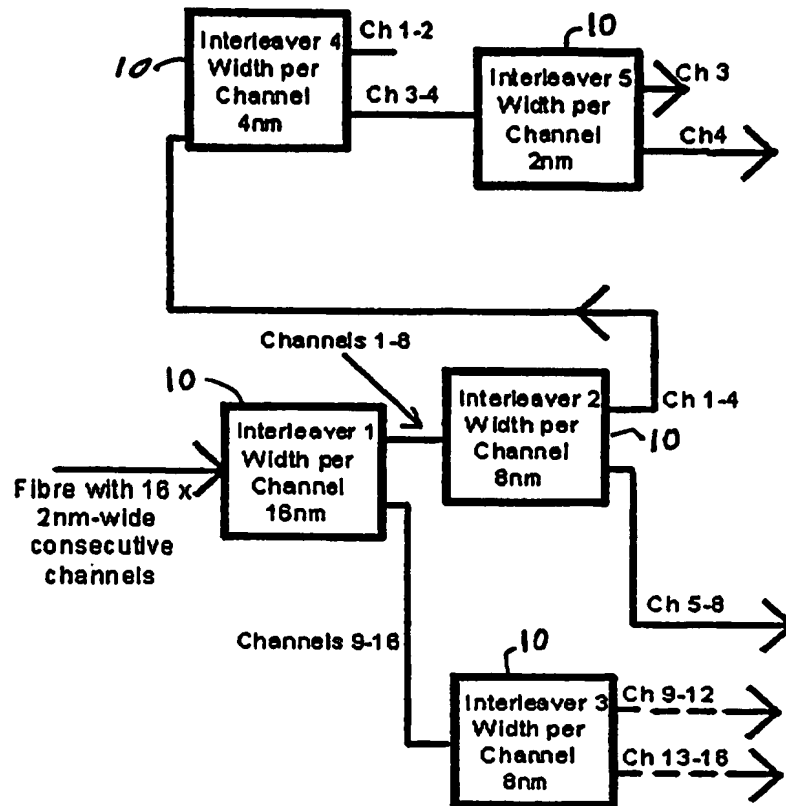 10
Interleaver 4
Width per
Channel
4nm
Ch 1-2
Ch 3-4
10
Interleaver 5
Width per
Channel
2nm
Ch 3
Ch4
Channels 1-8
10
Interleaver 1
Width per
Channel
16nm
Fibre with 16 x
2nm-wide
consecutive
channels
Interleaver 2
Width per
Channel
8nm
10
Ch 1-4
Ch 5-8
Channels 9-16
10
Interleaver 3
Width per
Channel
8nm
Ch 9-12
Ch 13-16